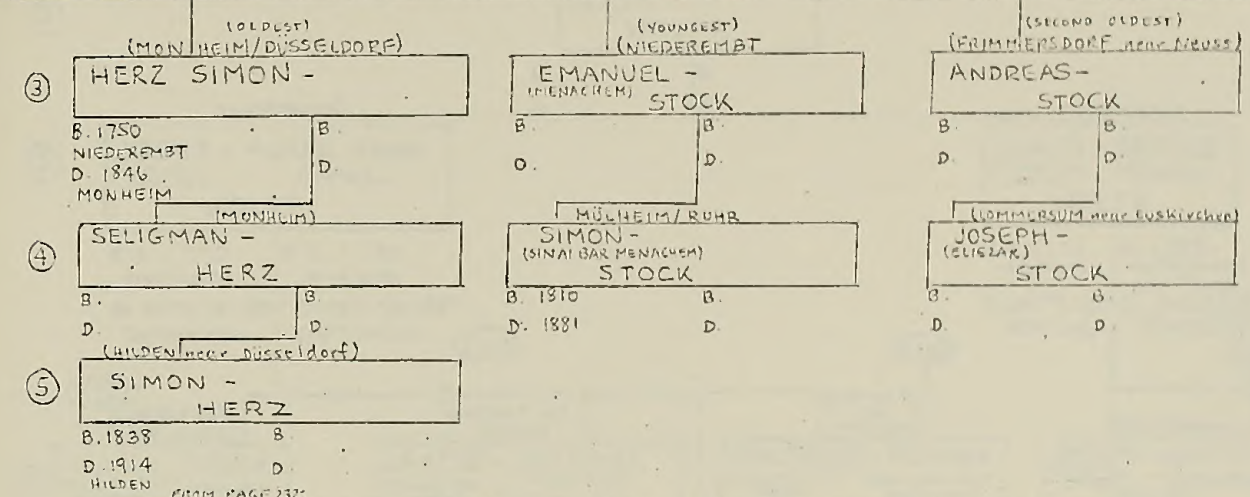 (OLDEST)
(MONHEIM/DÜSSELDORF)
③
HERZ SIMON -
B. 1750
NIEDEREMBT
D. 1846
MONHEIM
B.
D.
(YOUNGEST)
(NIEDEREMBT
EMANUEL -
(MENACHEM)
STOCK
B.
D.
B.
D.
(SECOND OLDEST)
(FRIMMERSDORF near Neuss)
ANDREAS -
STOCK
B.
D.
B.
D.
(MONHEIM)
④
SELIGMAN -
HERZ
B.
D.
B.
D.
MÜLHEIM/RUHR
SIMON -
(SINAI BAR MENACHEM)
STOCK
B. 1810
D. 1881
B.
D.
(LOMMERSUM near Euskirchen)
JOSEPH -
(ELIEZAR)
STOCK
B.
D.
B.
D.
(HILDEN near Düsseldorf)
⑤
SIMON -
HERZ
B. 1838
D. 1914
HILDEN
B
D
FROM PAGE